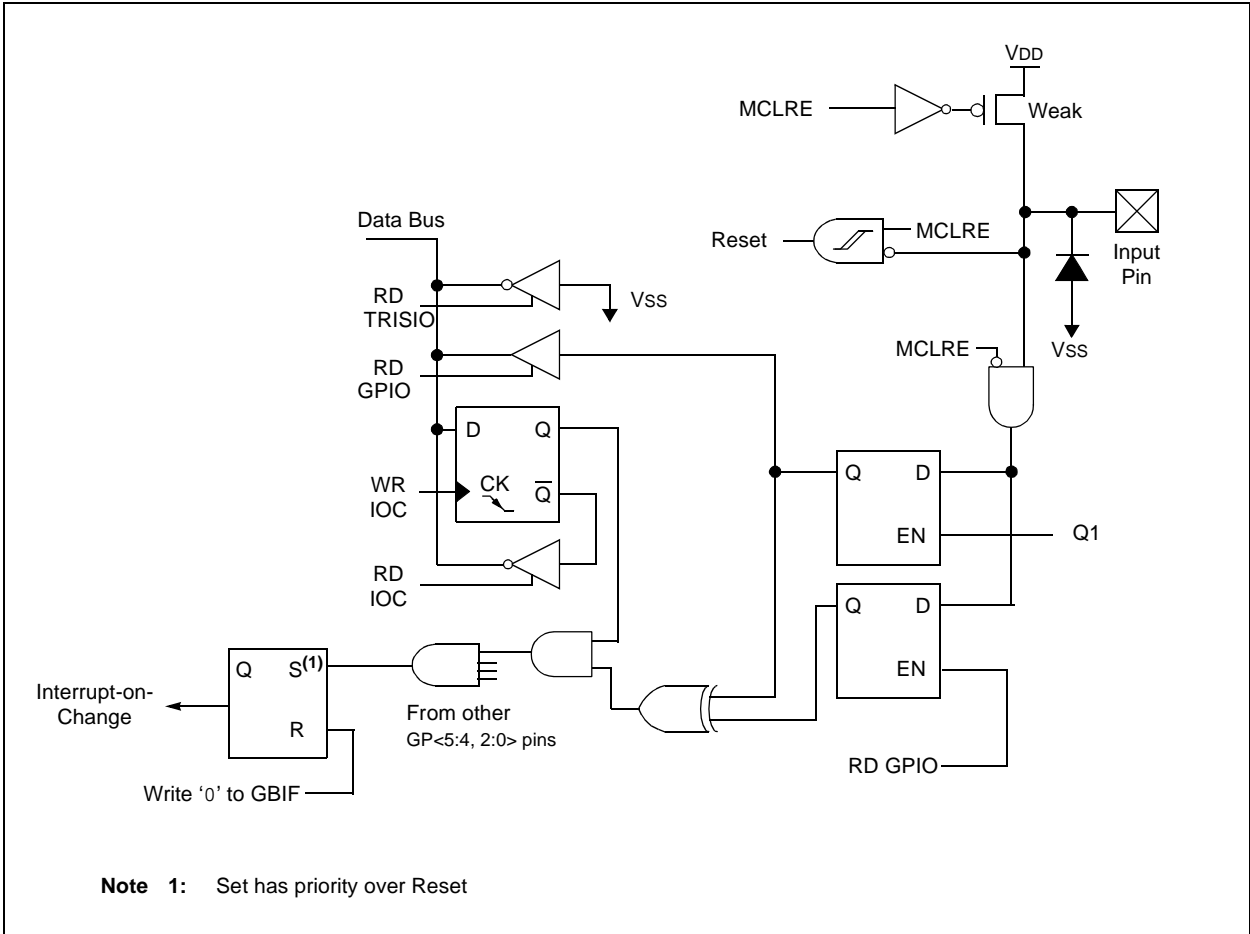 VDD
MCLRE
Weak
Data Bus
Reset
MCLRE
Input
Pin
RD
TRISIO
VSS
RD
GPIO
MCLRE
VSS
D
Q
Q
D
WR
IOC
CK
Q̅
EN
Q1
RD
IOC
Q
D
EN
Q
S(1)
Interrupt-on-
Change
R
From other
GP<5:4, 2:0> pins
RD GPIO
Write ‘0’ to GBIF
Note 1: Set has priority over Reset